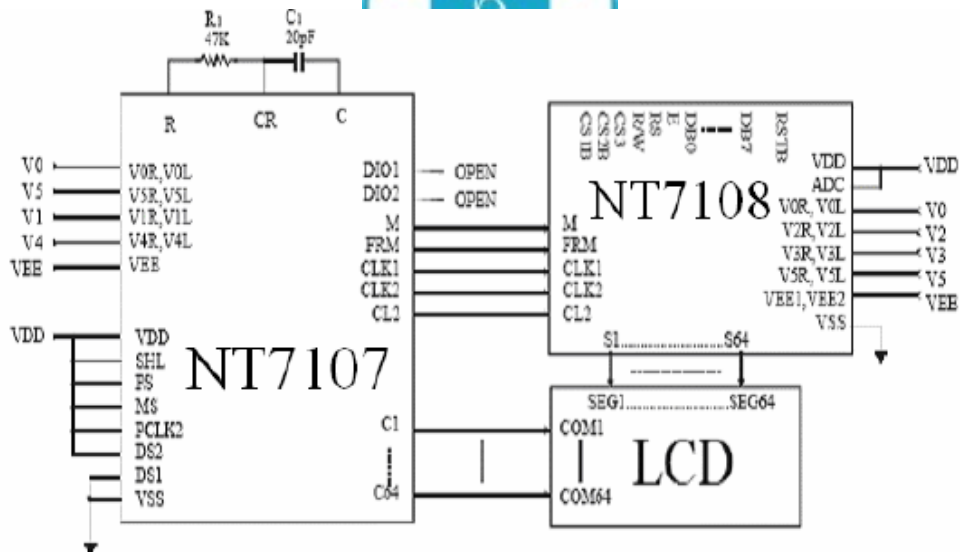 R1
47K
C1
20pF
R
CR
C
V0
V5
V1
V4
VEE
VDD
V0R,V0L
V5R,V5L
V1R,V1L
V4R,V4L
VEE
VDD
SHL
FS
MS
PCLK2
DS2
DS1
VSS
NT7107
DIO1
DIO2
M
FRM
CLK1
CLK2
CL2
C1
C64
OPEN
OPEN
CS1B
CS2B
CS3
R/W
RS
E
DB0
DB7
RSTB
NT7108
M
FRM
CLK1
CLK2
CL2
VDD
ADC
V0R, V0L
V2R, V2L
V3R, V3L
V5R, V5L
VEE1, VEE2
VSS
VDD
V0
V2
V3
V5
VEE
S1......................S64
SEG1......................SEG64
COM1
COM64
LCD